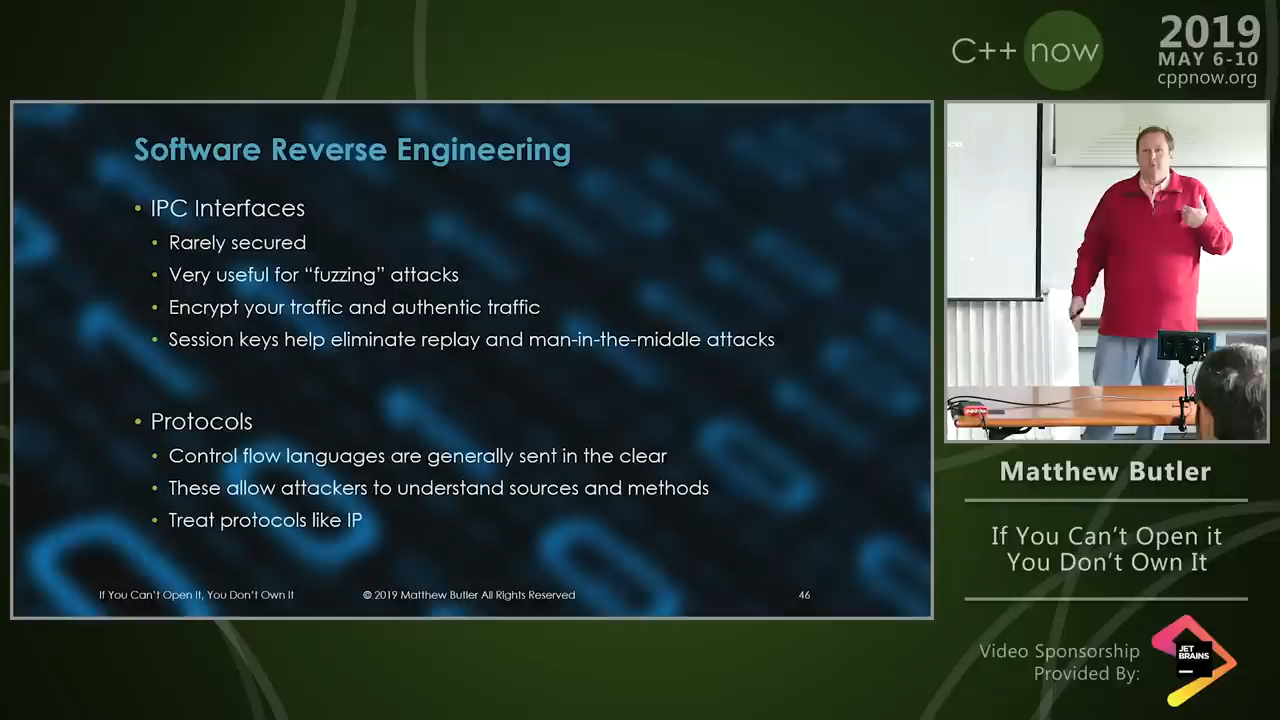 C++ now
2019
MAY 6-10
cppnow.org
Software Reverse Engineering
• IPC Interfaces
• Rarely secured
• Very useful for “fuzzing” attacks
• Encrypt your traffic and authentic traffic
• Session keys help eliminate replay and man-in-the-middle attacks
• Protocols
• Control flow languages are generally sent in the clear
• These allow attackers to understand sources and methods
• Treat protocols like IP
If You Can’t Open It, You Don’t Own It
© 2019 Matthew Butler All Rights Reserved
46
Matthew Butler
If You Can’t Open it
You Don’t Own It
Video Sponsorship
Provided By:
JET
BRAINS